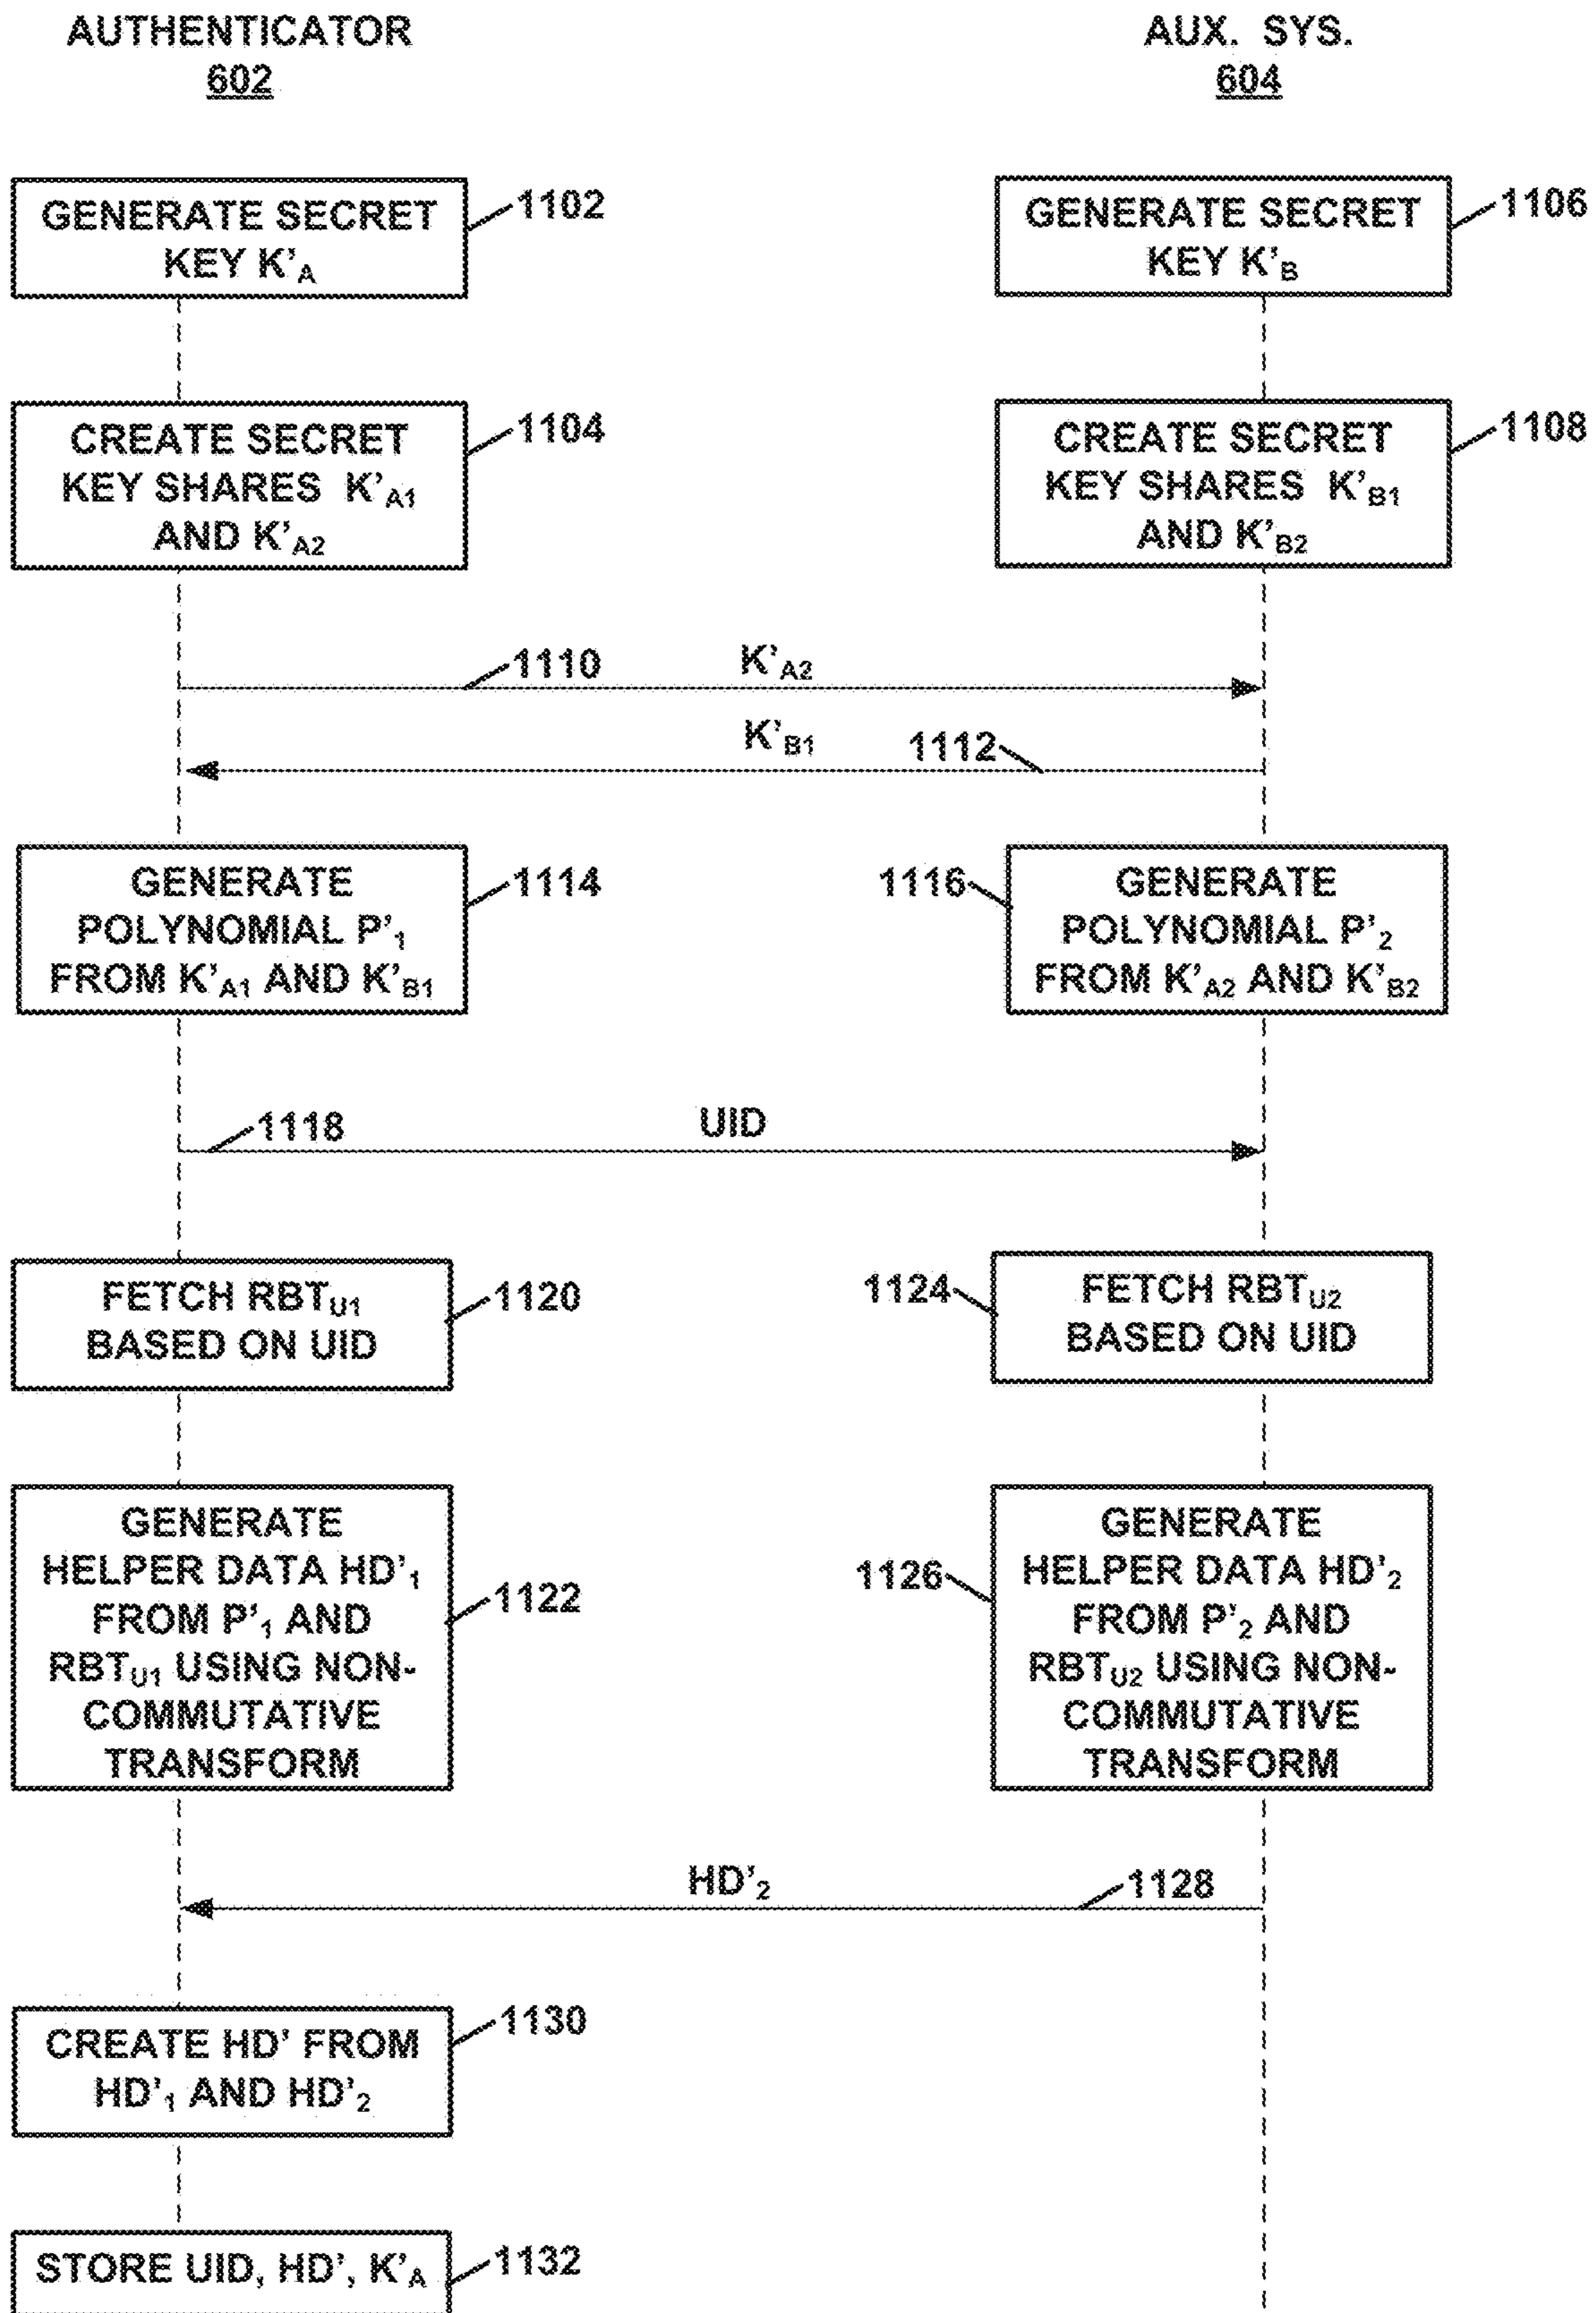 AUTHENTICATOR
602
AUX. SYS.
604
GENERATE SECRET
KEY K'A
1102
GENERATE SECRET
KEY K'B
1106
CREATE SECRET
KEY SHARES K'A1
AND K'A2
1104
CREATE SECRET
KEY SHARES K'B1
AND K'B2
1108
1110
K'A2
K'B1
1112
GENERATE
POLYNOMIAL P'1
FROM K'A1 AND K'B1
1114
1116
GENERATE
POLYNOMIAL P'2
FROM K'A2 AND K'B2
1118
UID
FETCH RBTU1
BASED ON UID
1120
1124
FETCH RBTU2
BASED ON UID
GENERATE
HELPER DATA HD'1
FROM P'1 AND
RBTU1 USING NON-
COMMUTATIVE
TRANSFORM
1122
1126
GENERATE
HELPER DATA HD'2
FROM P'2 AND
RBTU2 USING NON-
COMMUTATIVE
TRANSFORM
HD'2
1128
CREATE HD' FROM
HD'1 AND HD'2
1130
STORE UID, HD', K'A
1132